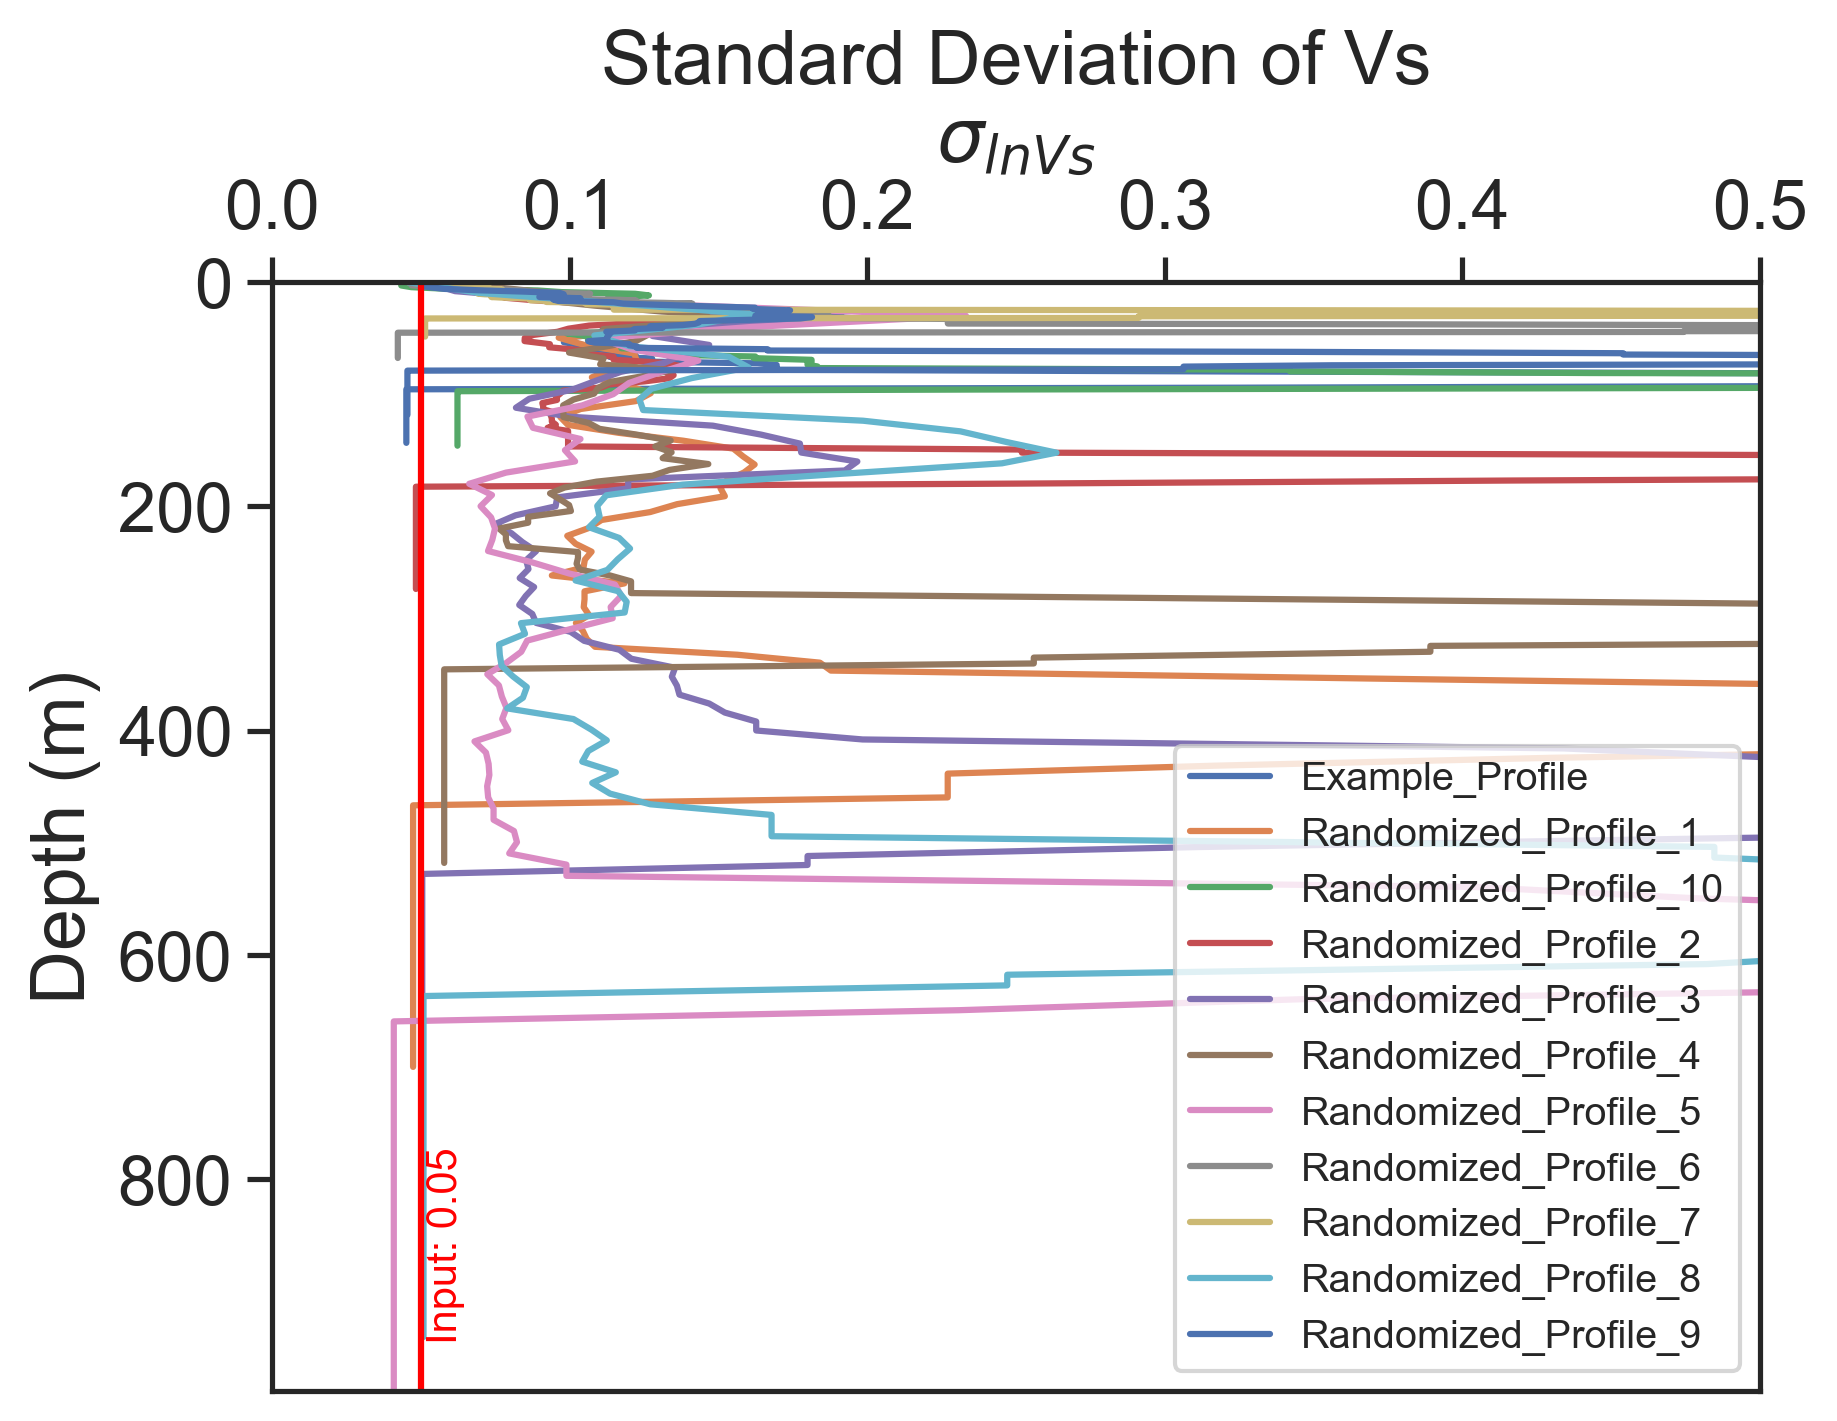 Standard Deviation of Vs
σlnVs
0.0 0.1 0.2 0.3 0.4 0.5
0
200
400
600
800
Depth (m)
Input: 0.05
Example_Profile
Randomized_Profile_1
Randomized_Profile_10
Randomized_Profile_2
Randomized_Profile_3
Randomized_Profile_4
Randomized_Profile_5
Randomized_Profile_6
Randomized_Profile_7
Randomized_Profile_8
Randomized_Profile_9